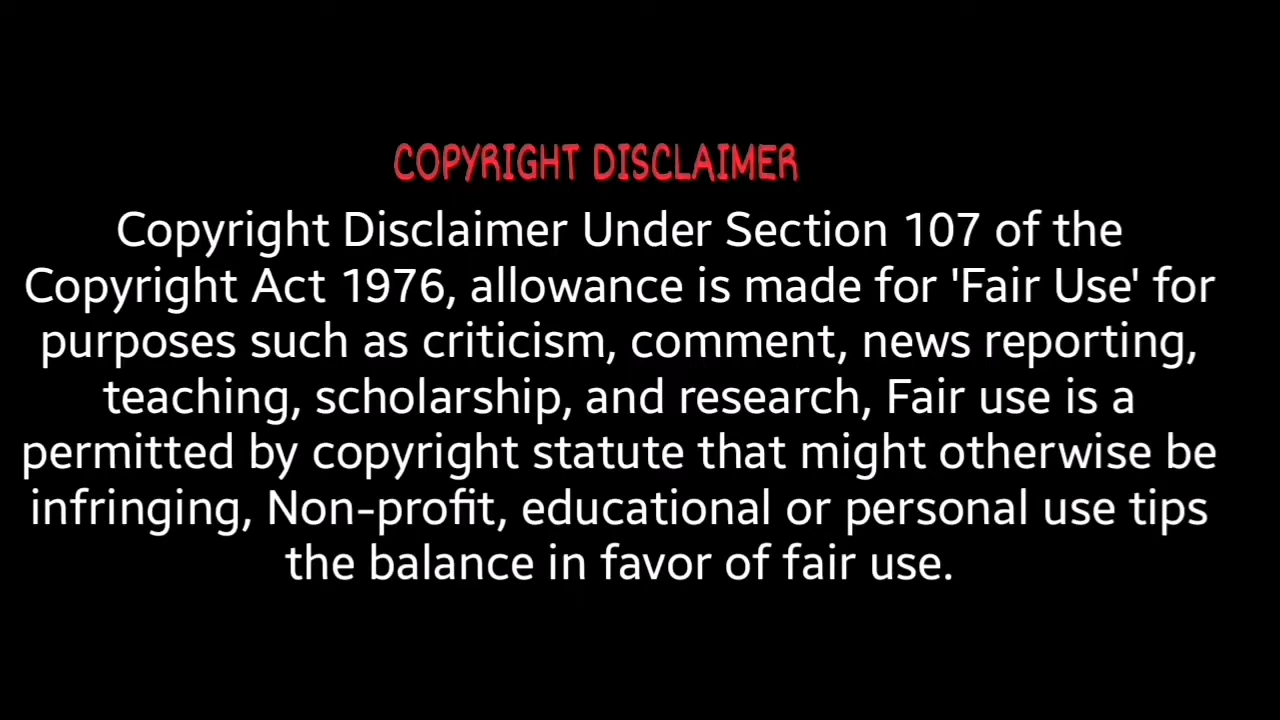 COPYRIGHT DISCLAIMER
Copyright Disclaimer Under Section 107 of the
Copyright Act 1976, allowance is made for 'Fair Use' for
purposes such as criticism, comment, news reporting,
teaching, scholarship, and research, Fair use is a
permitted by copyright statute that might otherwise be
infringing, Non-profit, educational or personal use tips
the balance in favor of fair use.